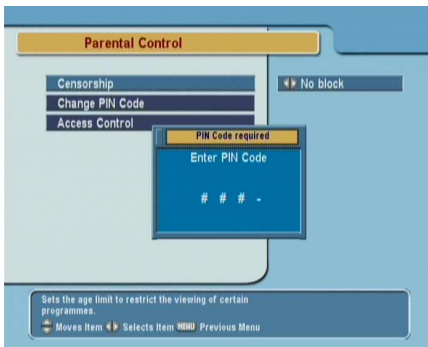 Parental Control
Censorship
No block
Change PIN Code
Access Control
PIN Code required
Enter PIN Code
# # # -
Sets the age limit to restrict the viewing of certain
programmes.
Moves Item Selects Item MENU Previous Menu